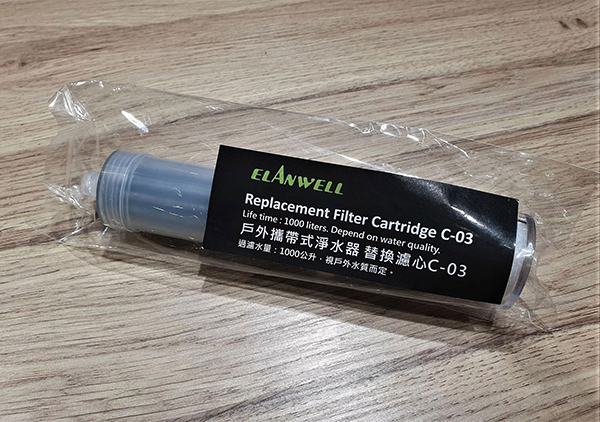 ELANWELL
Replacement Filter Cartridge C-03
Life time : 1000 liters. Depend on water quality.
戶外攜帶式淨水器 替換濾心C-03
過濾水量：1000公升，視戶外水質而定。